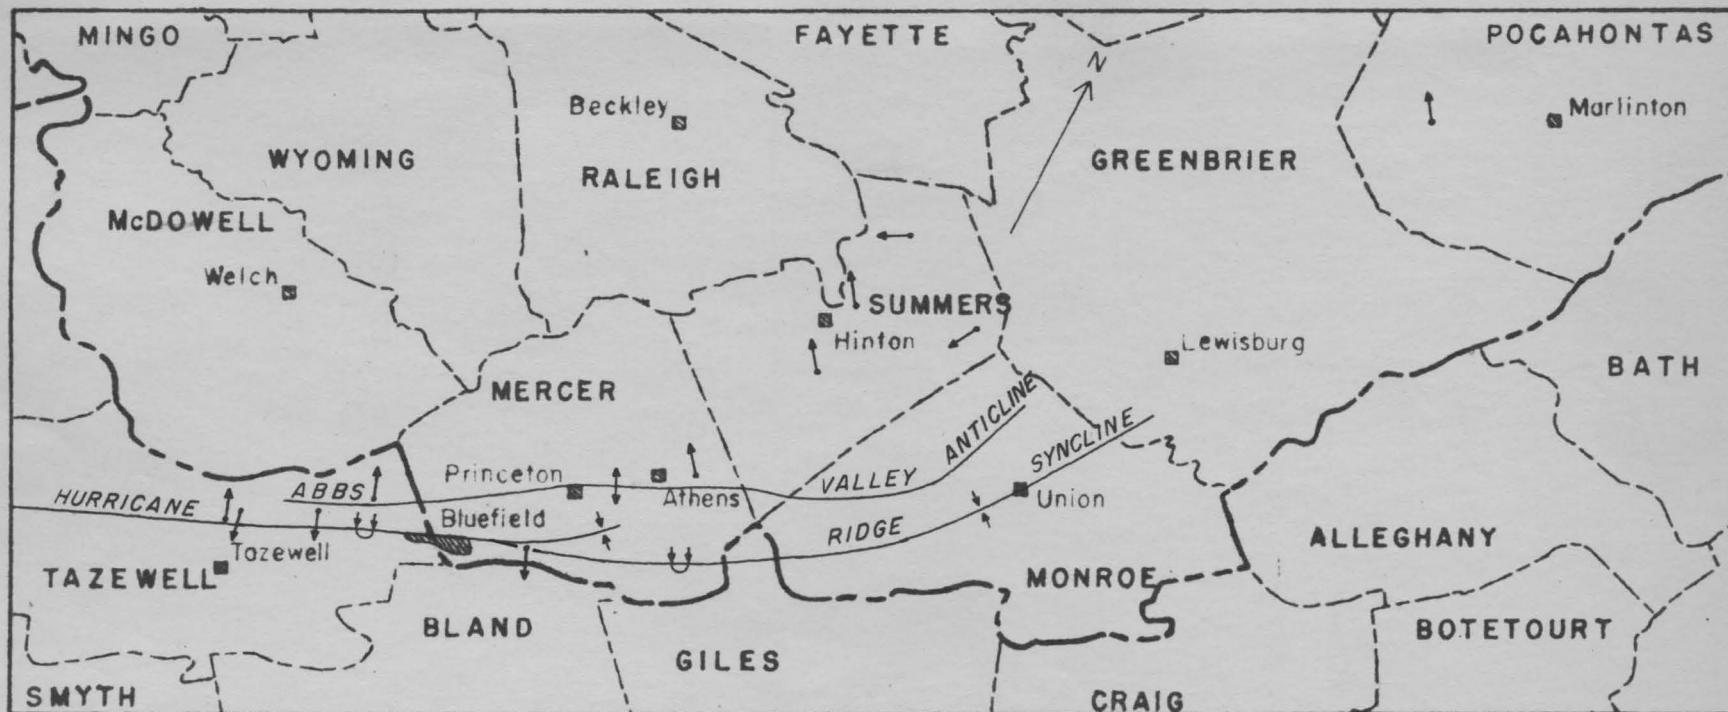 MINGO
FAYETTE
POCAHONTAS
N
Beckley
Marlinton
WYOMING
RALEIGH
GREENBRIER
McDOWELL
Welch
SUMMERS
Hinton
Lewisburg
MERCER
BATH
HURRICANE
ABBS
Princeton
Athens
VALLEY
ANTICLINE
SYNCLINE
Union
Bluefield
RIDGE
Tazewell
TAZEWELL
ALLEGHANY
MONROE
BLAND
GILES
BOTETOURT
SMYTH
CRAIG